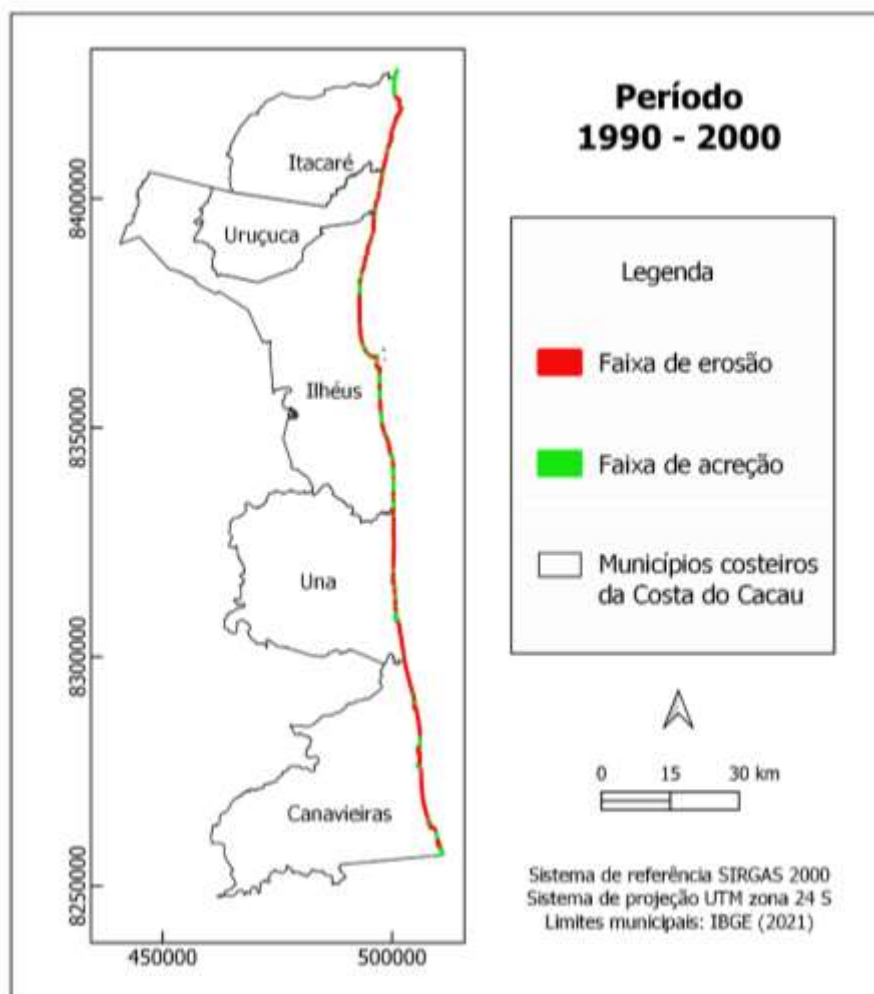 Período
1990 - 2000
Itacaré
Uruçuca
Ilhéus
Una
Canavieiras
8400000
8350000
8300000
8250000
450000
500000
Legenda
Faixa de erosão
Faixa de acreção
Municípios costeiros
da Costa do Cacau
0
15
30 km
Sistema de referência SIRGAS 2000
Sistema de projeção UTM zona 24 S
Limites municipais: IBGE (2021)